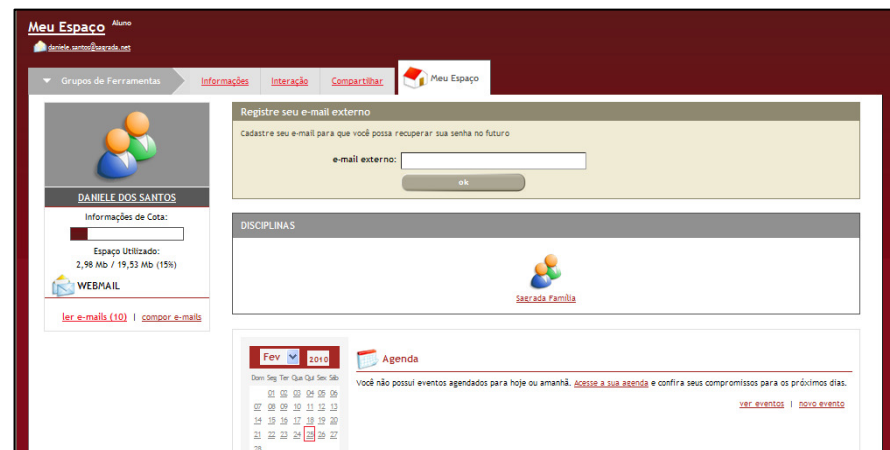 Meu Espaço Aluno
daniele.santos@sagrada.net
Grupos de Ferramentas Informações Interação Compartilhar Meu Espaço
DANIELE DOS SANTOS
Informações de Cota:
Espaço Utilizado:
2,98 Mb / 19,53 Mb (15%)
WEBMAIL
ler e-mails (10) | compor e-mails
Registre seu e-mail externo
Cadastre seu e-mail para que você possa recuperar sua senha no futuro
e-mail externo:
ok
DISCIPLINAS
Sagrada Família
Fev 2010
Dom Seg Ter Qua Qui Sex Sáb
01 02 03 04 05 06
07 08 09 10 11 12 13
14 15 16 17 18 19 20
21 22 23 24 25 26 27
28
Agenda
Você não possui eventos agendados para hoje ou amanhã. Acesse a sua agenda e confira seus compromissos para os próximos dias.
ver eventos | novo evento